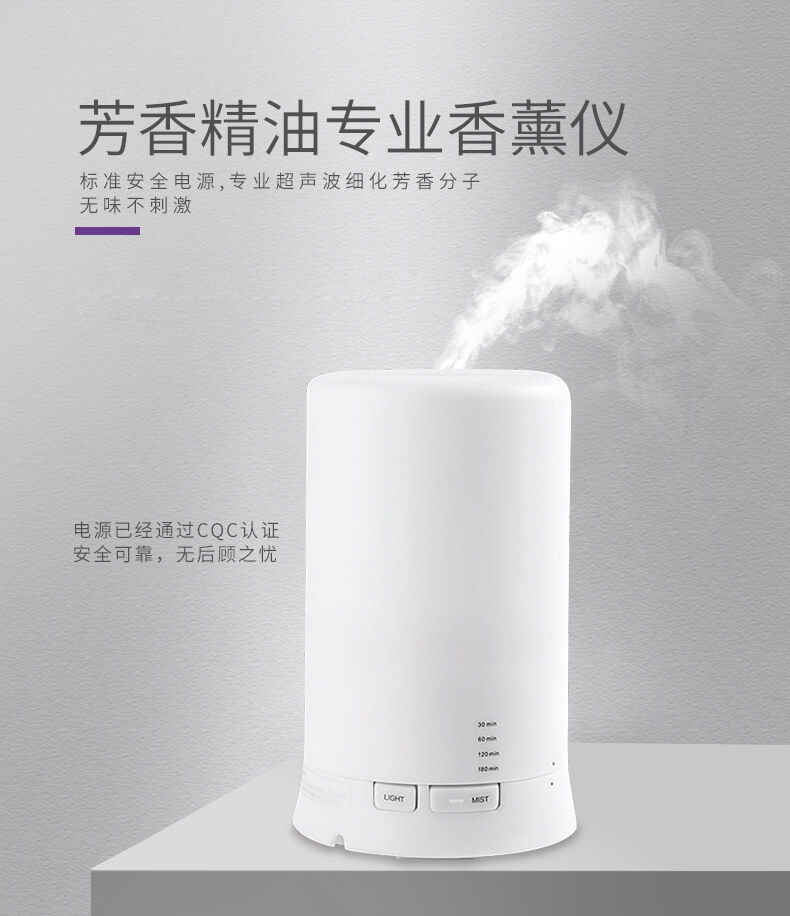 芳香精油专业香薰仪
标准安全电源,专业超声波细化芳香分子
无味不刺激
电源已经通过CQC认证
安全可靠，无后顾之忧
30 min
60 min
120 min
180 min
LIGHT
MIST